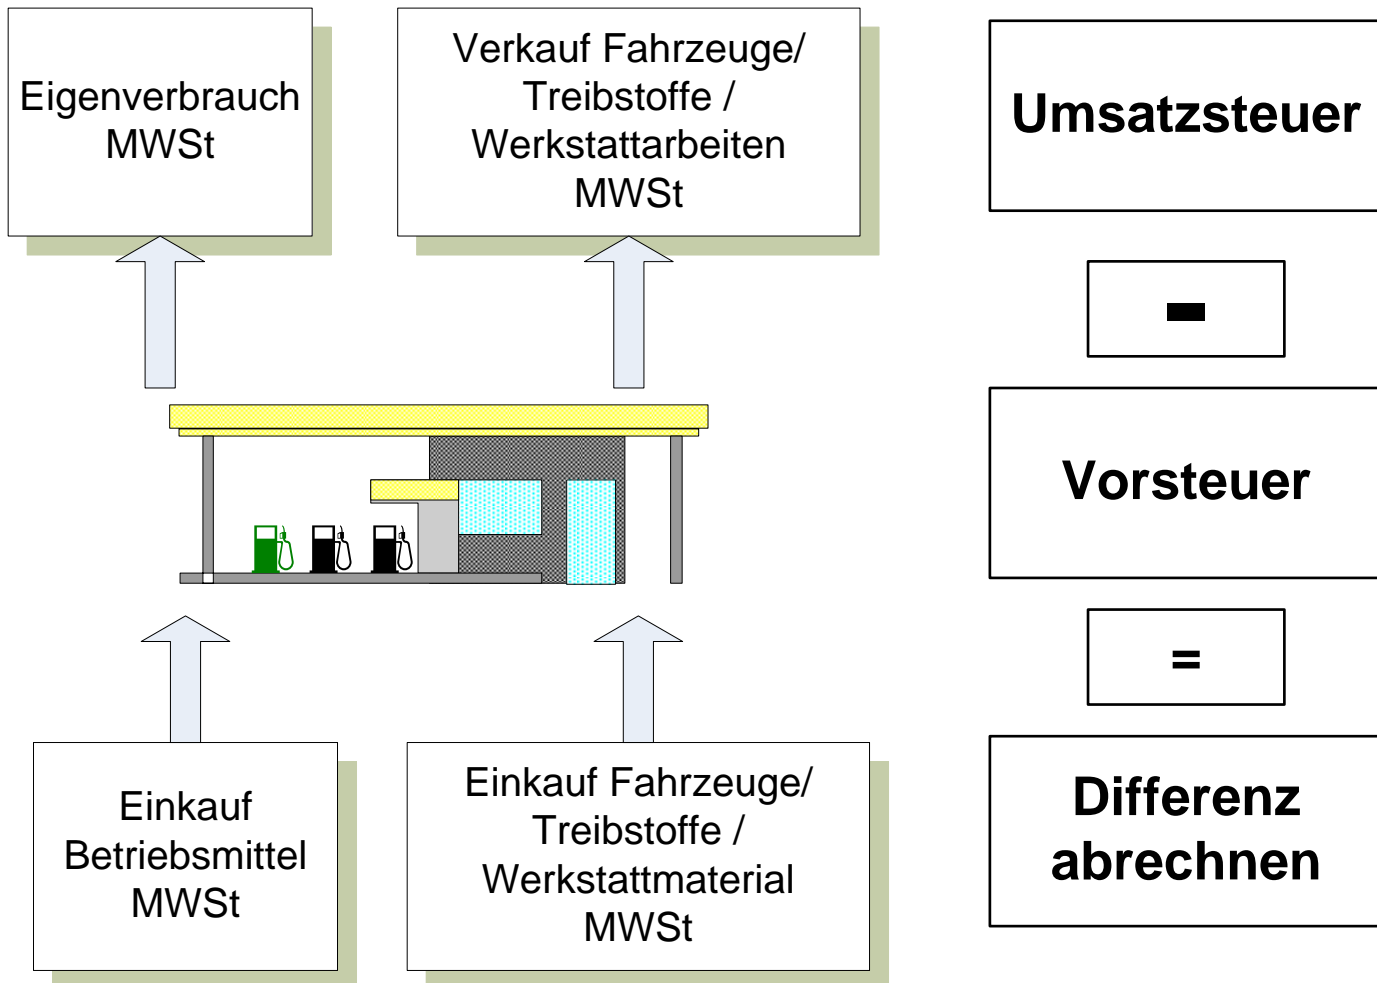 Eigenverbrauch
MWSt
Verkauf Fahrzeuge/
Treibstoffe /
Werkstattarbeiten
MWSt
Umsatzsteuer
-
Vorsteuer
=
Einkauf
Betriebsmittel
MWSt
Einkauf Fahrzeuge/
Treibstoffe /
Werkstattmaterial
MWSt
Differenz
abrechnen